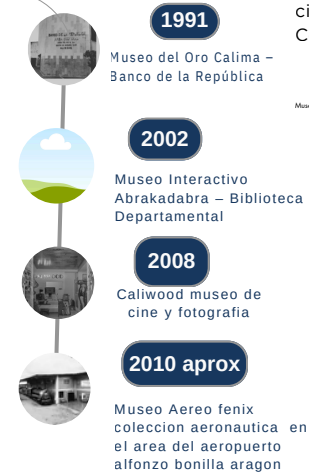 1991
Museo del Oro Calima –
Banco de la República
ci
C
2002
Museo Interactivo
Abrakadabra – Biblioteca
Departamental
2008
Caliwood museo de
cine y fotografia
2010 aprox
Museo Aereo fenix
coleccion aeronautica en
el area del aeropuerto
alfonzo bonilla aragon